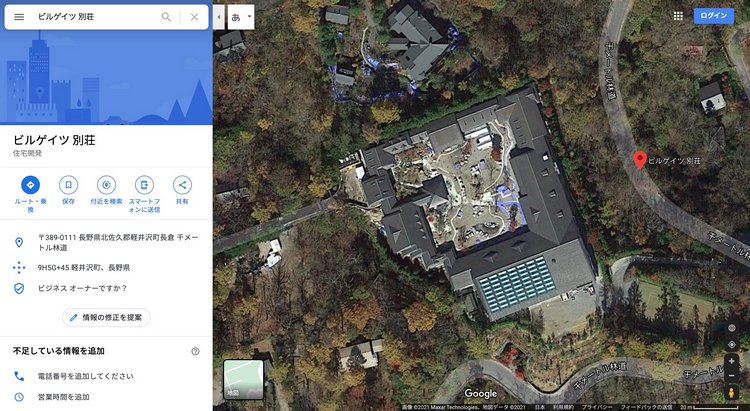 ビルゲイツ 別荘
あ
ログイン
ビルゲイツ 別荘
住宅開発
ルート・乗
換
保存
付近を検索
スマートフ
ォンに送信
共有
〒389-0111 長野県北佐久郡軽井沢町長倉 千メー
トル林道
9H5G+45 軽井沢町、長野県
ビジネス オーナーですか？
情報の修正を提案
不足している情報を追加
電話番号を追加してください
営業時間を追加
千メートル林道
ビルゲイツ 別荘
千メートル林道
千メートル林道
千メートル
地図
Google
画像 ©2021 Maxar Technologies、地図データ ©2021
日本
利用規約
プライバシー
フィードバックの送信
20 m